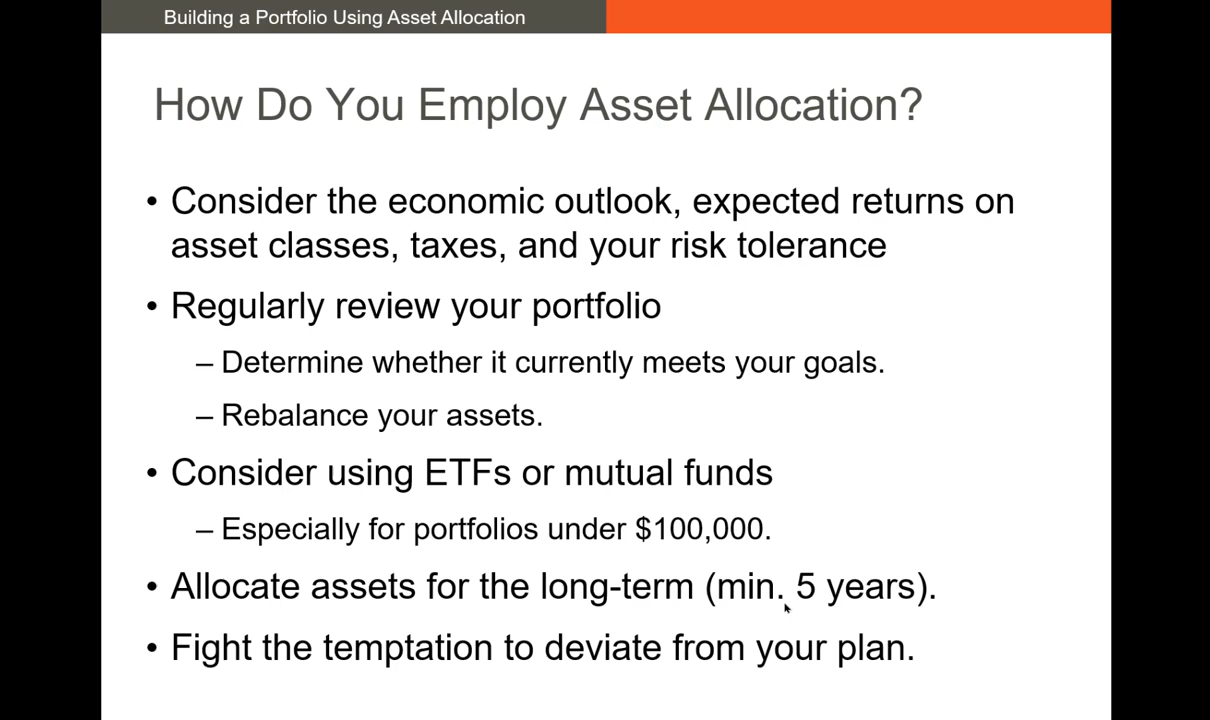 Building a Portfolio Using Asset Allocation
How Do You Employ Asset Allocation?
• Consider the economic outlook, expected returns on
asset classes, taxes, and your risk tolerance
• Regularly review your portfolio
– Determine whether it currently meets your goals.
– Rebalance your assets.
• Consider using ETFs or mutual funds
– Especially for portfolios under $100,000.
• Allocate assets for the long-term (min. 5 years).
• Fight the temptation to deviate from your plan.